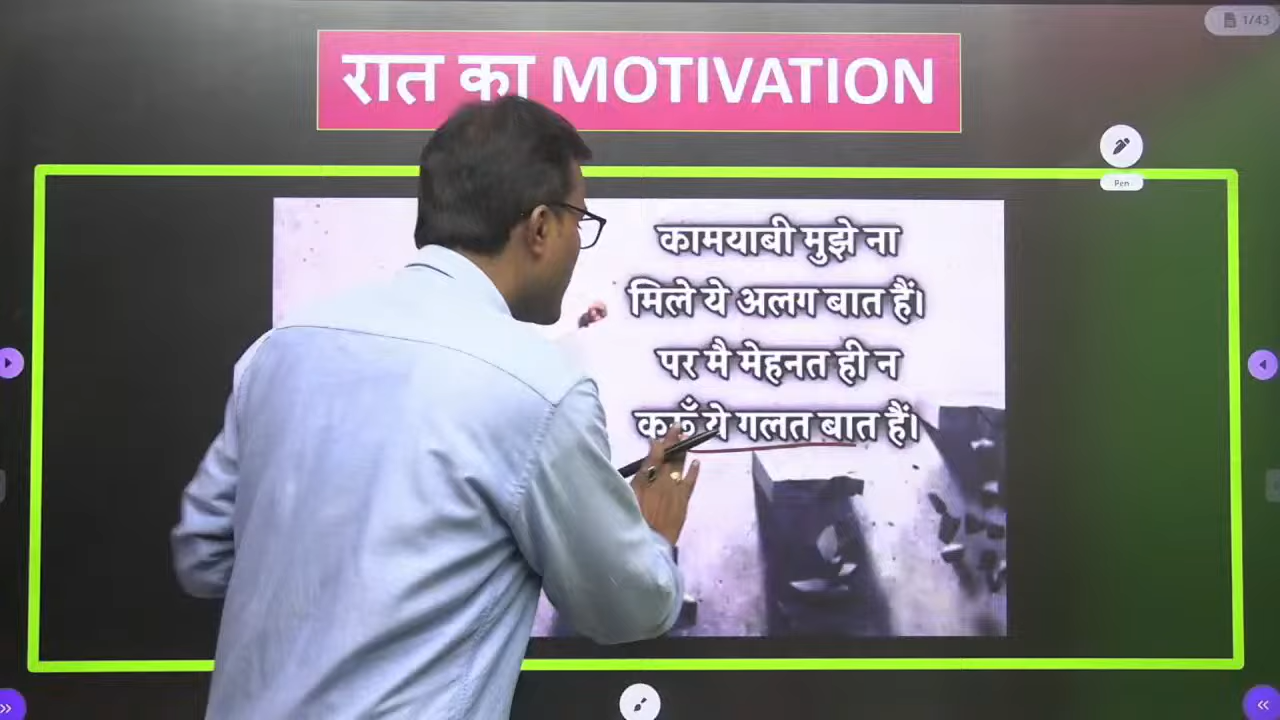 1/43
रात का MOTIVATION
Pen
कामयाबी मुझे ना
मिले ये अलग बात हैं।
पर मै मेहनत ही न
करूँ ये गलत बात हैं।